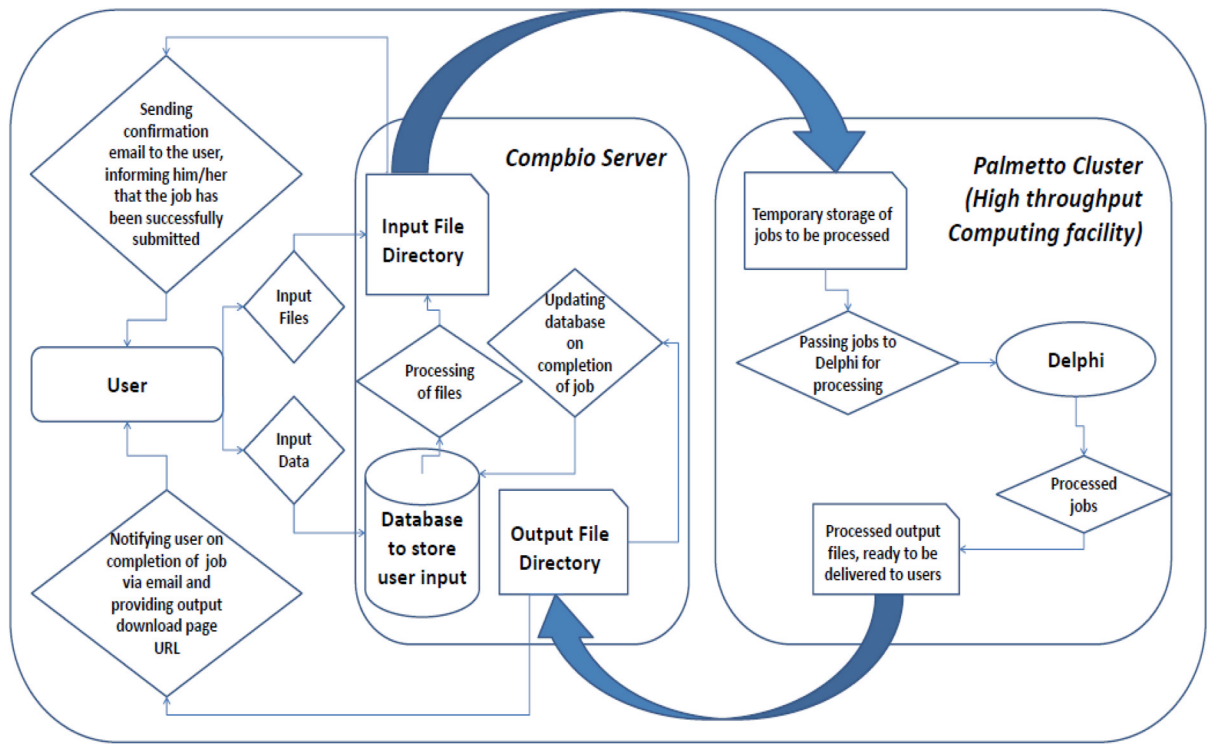 Sending
confirmation
email to the user,
informing him/her
that the job has
been successfully
submitted
Input
Files
User
Input
Data
Notifying user on
completion of job
via email and
providing output
download page
URL
Compbio Server
Input File
Directory
Updating
database
on
completion
of job
Processing
of files
Database
to store
user input
Output File
Directory
Palmetto Cluster
(High throughput
Computing facility)
Temporary storage of
jobs to be processed
Passing jobs to
Delphi for
processing
Delphi
Processed
jobs
Processed output
files, ready to be
delivered to users